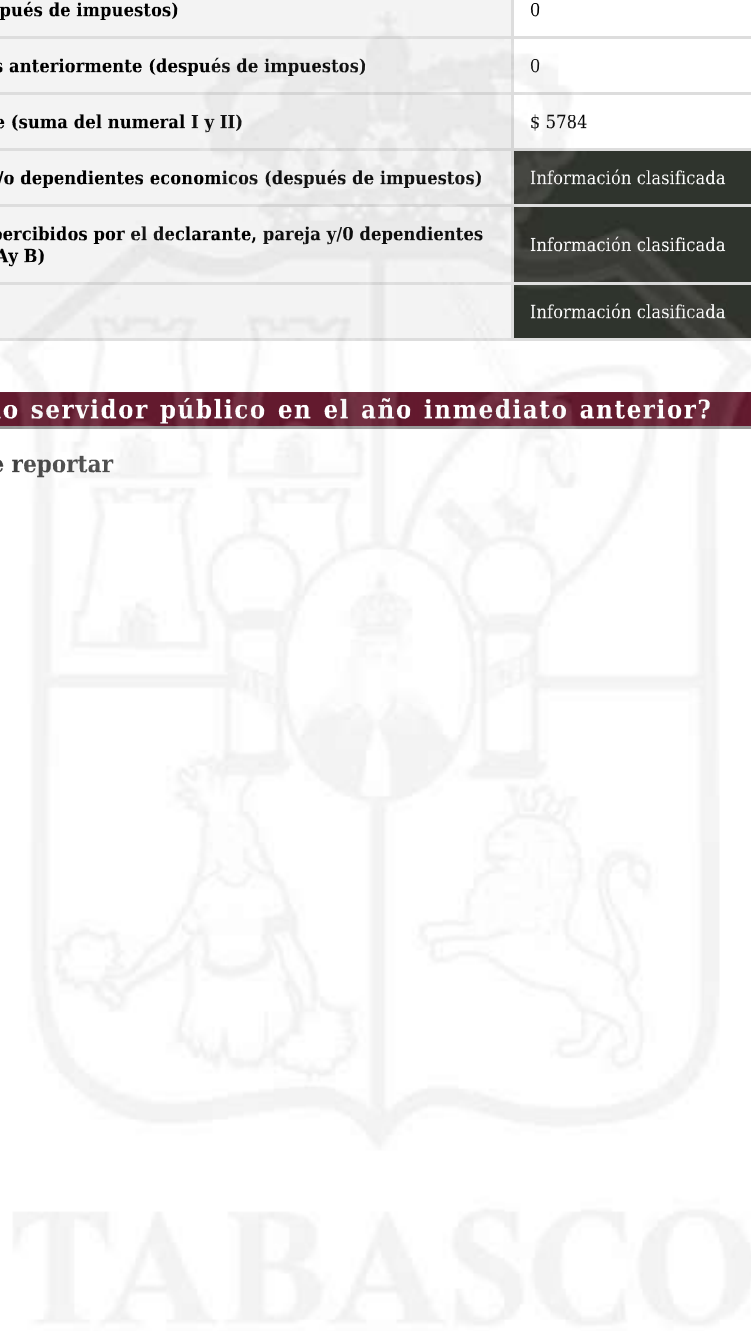 pués de impuestos)
0
s anteriormente (después de impuestos)
0
e (suma del numeral I y II)
$ 5784
/o dependientes economicos (después de impuestos)
Información clasificada
percibidos por el declarante, pareja y/0 dependientes
Ay B)
Información clasificada
Información clasificada
o servidor público en el año inmediato anterior?
e reportar
TABASCO